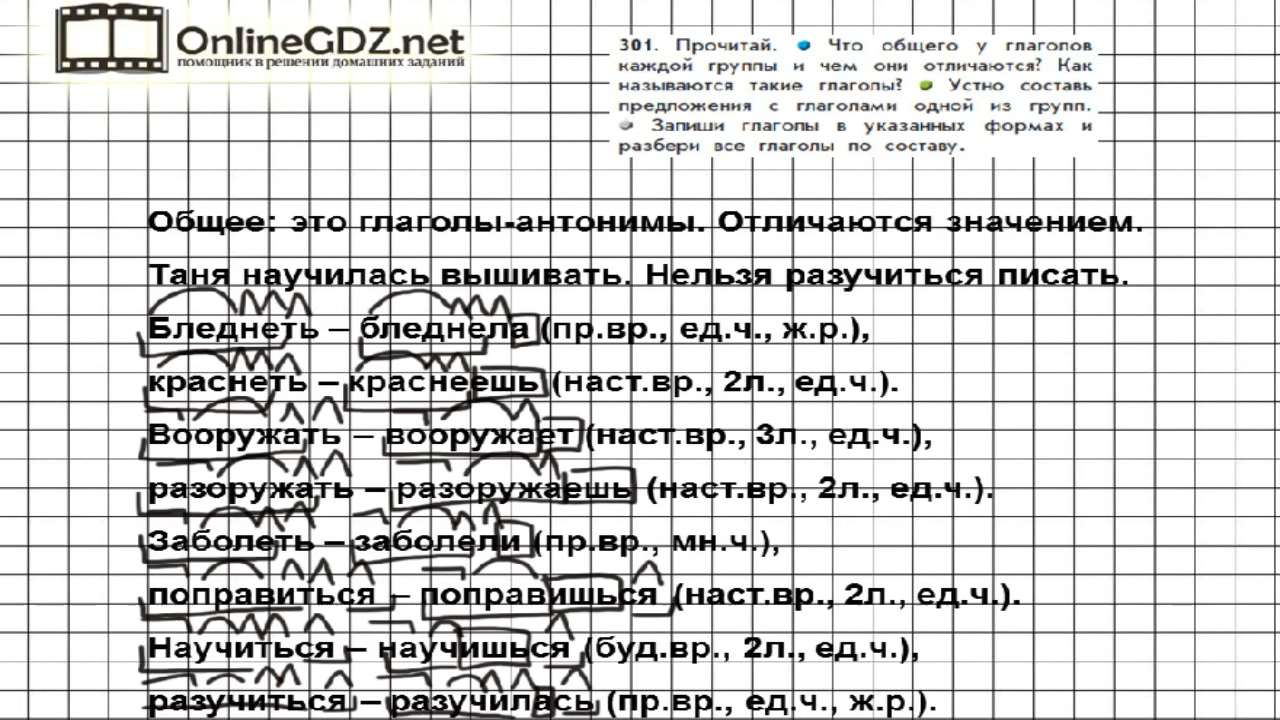 OnlineGDZ.net
помощник в решении домашних заданий
301. Прочитай. Что общего у глаголов
каждой группы и чем они отличаются? Как
называются такие глаголы? Устно составь
предложения с глаголами одной из групп.
Запиши глаголы в указанных формах и
разбери все глаголы по составу.
Общее: это глаголы-антонимы. Отличаются значением.
Таня научилась вышивать. Нельзя разучиться писать.
Бледнеть – бледнела (пр.вр., ед.ч., ж.р.),
краснеть – краснеешь (наст.вр., 2л., ед.ч.).
Вооружать – вооружает (наст.вр., 3л., ед.ч.),
разоружать – разоружаешь (наст.вр., 2л., ед.ч.).
Заболеть – заболели (пр.вр., мн.ч.),
поправиться – поправишься (наст.вр., 2л., ед.ч.).
Научиться – научишься (буд.вр., 2л., ед.ч.),
разучиться – разучилась (пр.вр., ед.ч., ж.р.).